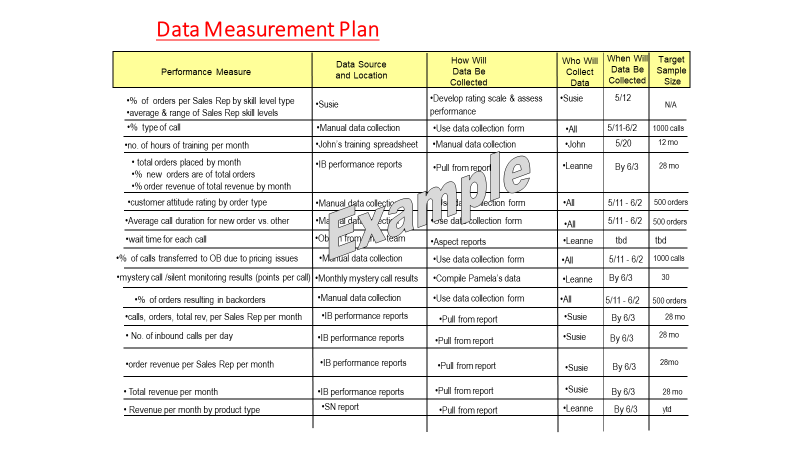 Data Measurement Plan
Performance Measure
Data Source
and Location
How Will
Data Be
Collected
Who Will
Collect
Data
When Will
Data Be
Collected
Target
Sample
Size
•% of orders per Sales Rep by skill level type
•average & range of Sales Rep skill levels
•Susie
•Develop rating scale & assess
performance
•Susie
5/12
N/A
•% type of call
•Manual data collection
•Use data collection form
•All
5/11-6/2
1000 calls
•no. of hours of training per month
•John's training spreadsheet
•Manual data collection
•John
5/20
12 mo
• total orders placed by month
•% new orders are of total orders
•% order revenue of total revenue by month
•IB performance reports
•Pull from report
•Leanne
By 6/3
28 mo
•customer attitude rating by order type
•Manual data collection
•Use data collection form
•All
5/11 - 6/2
500 orders
•Average call duration for new order vs. other
•Manual data collection
•Use data collection form
•All
5/11 - 6/2
500 orders
•wait time for each call
from
team
•Aspect reports
•Leanne
tbd
tbd
•% of calls transferred to OB due to pricing issues
•Manual data collection
•Use data collection form
•All
5/11 - 6/2
1000 calls
•mystery call /silent monitoring results (points per call)
•Monthly mystery call results
•Compile Pamela's data
•Leanne
By 6/3
30
•% of orders resulting in backorders
•Manual data collection
•Use data collection form
•All
5/11 - 6/2
500 orders
•calls, orders, total rev, per Sales Rep per month
•IB performance reports
•Pull from report
•Susie
By 6/3
28 mo
• No. of inbound calls per day
•IB performance reports
•Pull from report
•Susie
By 6/3
28 mo
•order revenue per Sales Rep per month
•IB performance reports
•Pull from report
•Susie
By 6/3
28mo
• Total revenue per month
•IB performance reports
•Pull from report
•Susie
By 6/3
28 mo
• Revenue per month by product type
•SN report
•Pull from report
•Leanne
By 6/3
ytd
Example